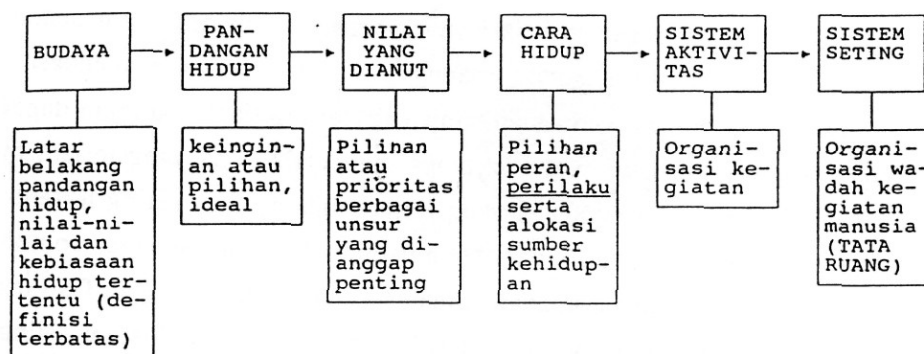 BUDAYA
PAN-
DANGAN
HIDUP
NILAI
YANG
DIANUT
CARA
HIDUP
SISTEM
AKTIVI-
TAS
SISTEM
SETING
Latar
belakang
pandangan
hidup,
nilai-ni-
lai dan
kebiasaan
hidup ter-
tentu (de-
finisi
terbatas)
keingin-
an atau
pilihan,
ideal
Pilinan
atau
prioritas
berbagai
unsur
yang di-
anggap
penting
Pilihan
peran,
perilaku
serta
alokasi
sumber
kehidup-
an
Organi-
sasi ke-
giatan
Organi-
sasi wa-
dah ke-
giatan
manusia
(TATA
RUANG)